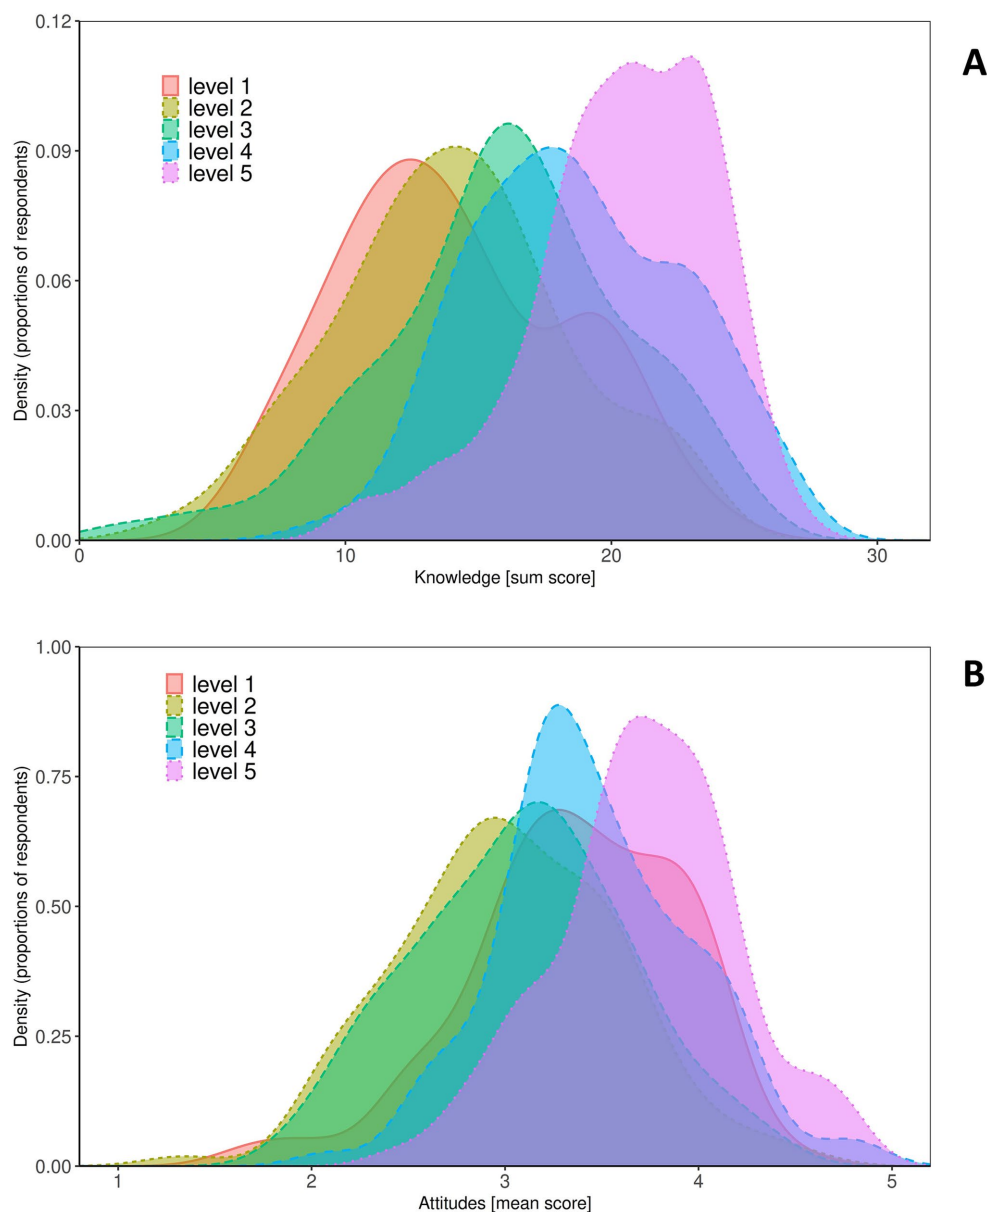 A
0.12
0.09
0.06
0.03
0.00
level 1
level 2
level 3
level 4
level 5
Density (proportions of respondents)
0 10 20 30
Knowledge [sum score]
B
1.00
0.75
0.50
0.25
0.00
level 1
level 2
level 3
level 4
level 5
Density (proportions of respondents)
1 2 3 4 5
Attitudes [mean score]